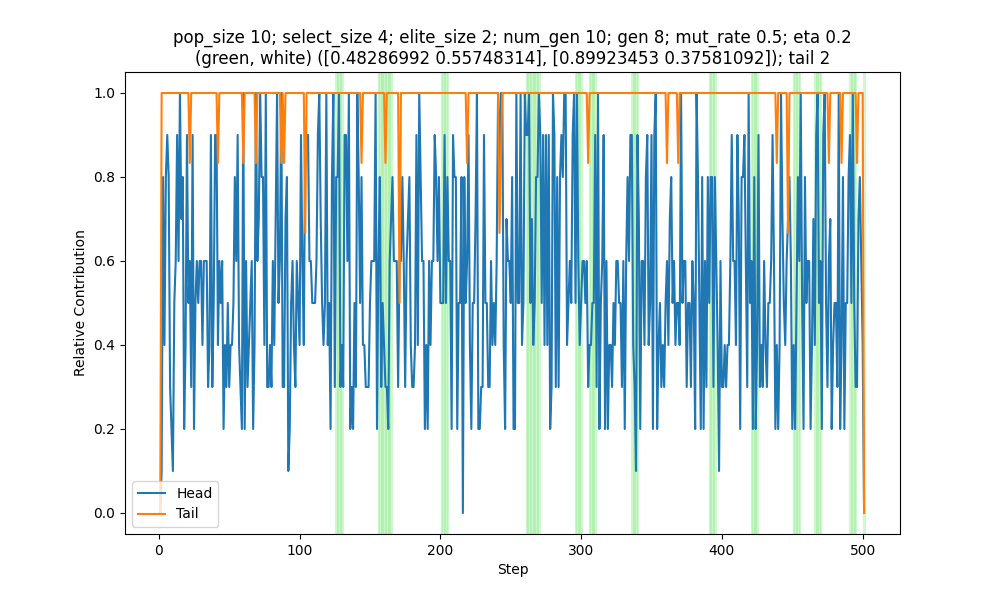 pop_size 10; select_size 4; elite_size 2; num_gen 10; gen 8; mut_rate 0.5; eta 0.2
(green, white) ([0.48286992 0.55748314], [0.89923453 0.37581092]); tail 2
1.0
0.8
0.6
0.4
0.2
0.0
Relative Contribution
Head
Tail
0
100
200
300
400
500
Step